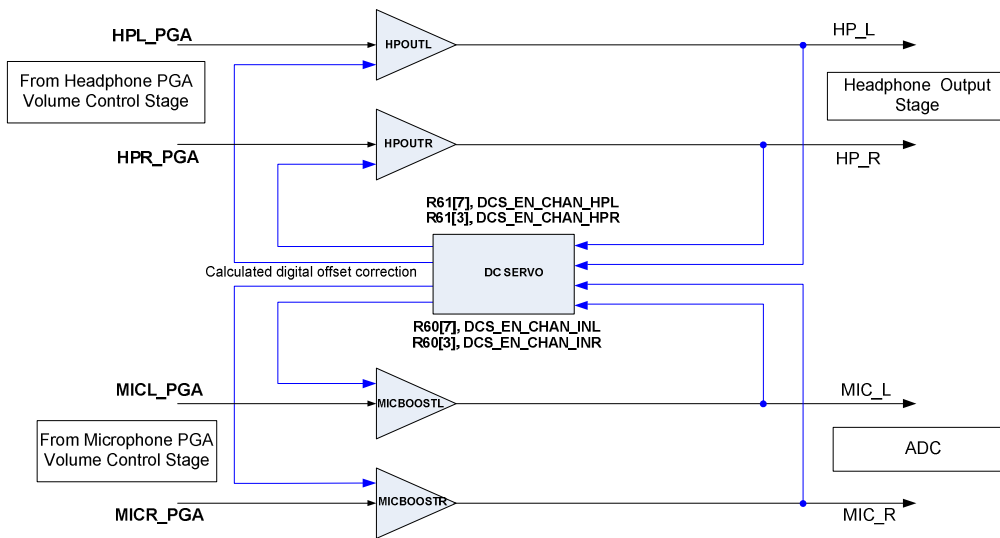 HPL_PGA
HPOUTL
HP_L
From Headphone PGA
Volume Control Stage
Headphone Output
Stage
HPR_PGA
HPOUTR
HP_R
R61[7], DCS_EN_CHAN_HPL
R61[3], DCS_EN_CHAN_HPR
Calculated digital offset correction
DC SERVO
R60[7], DCS_EN_CHAN_INL
R60[3], DCS_EN_CHAN_INR
MICL_PGA
MICBOOSTL
MIC_L
From Microphone PGA
Volume Control Stage
ADC
MICR_PGA
MICBOOSTR
MIC_R